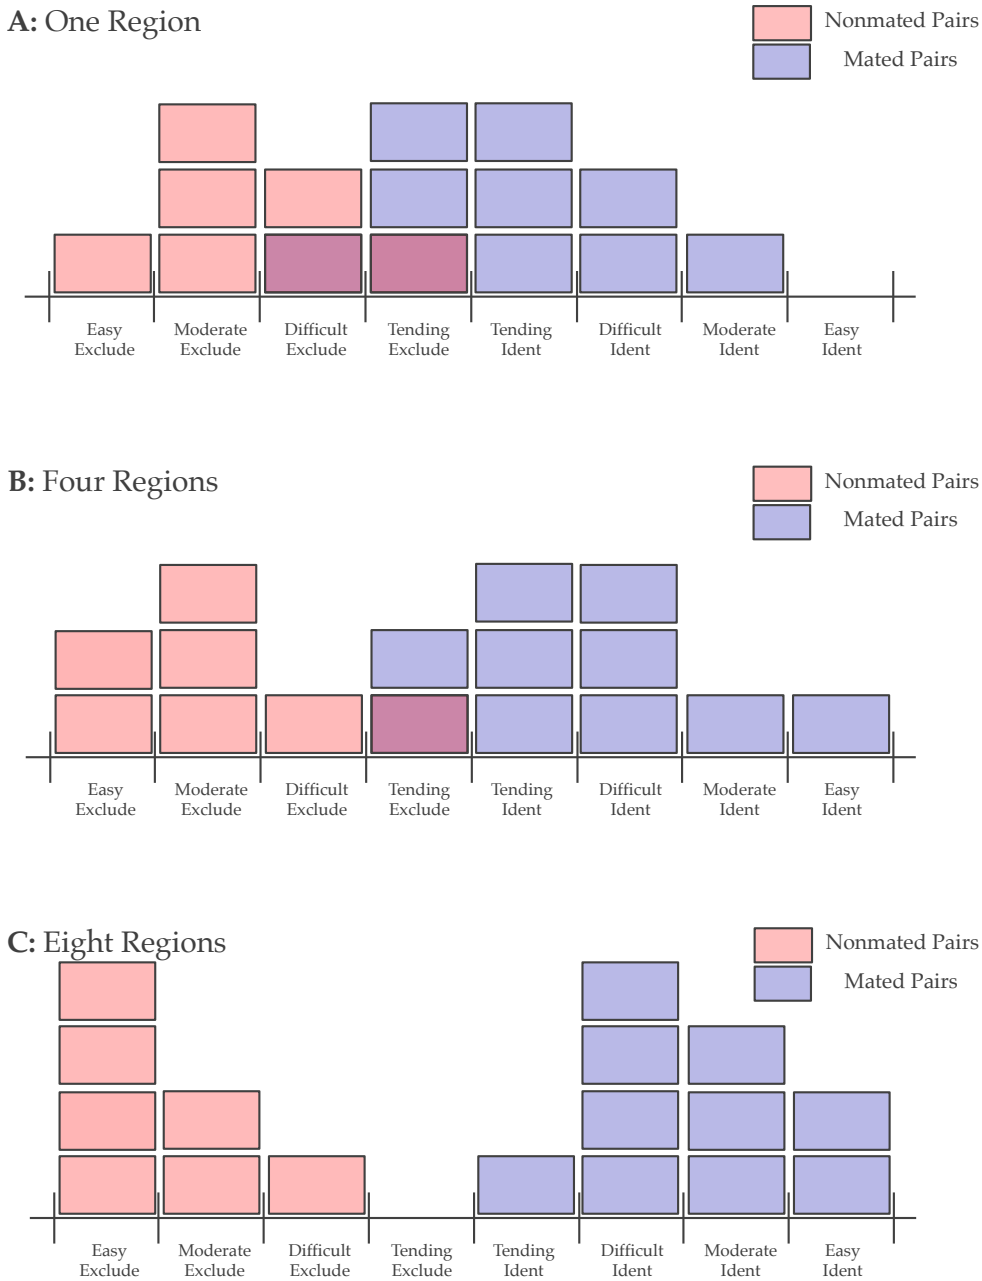 A: One Region
Nonmated Pairs
Mated Pairs
Easy Moderate Difficult Tending Tending Difficult Moderate Easy
Exclude Exclude Exclude Exclude Ident Ident Ident Ident
B: Four Regions
Nonmated Pairs
Mated Pairs
Easy Moderate Difficult Tending Tending Difficult Moderate Easy
Exclude Exclude Exclude Exclude Ident Ident Ident Ident
C: Eight Regions
Nonmated Pairs
Mated Pairs
Easy Moderate Difficult Tending Tending Difficult Moderate Easy
Exclude Exclude Exclude Exclude Ident Ident Ident Ident